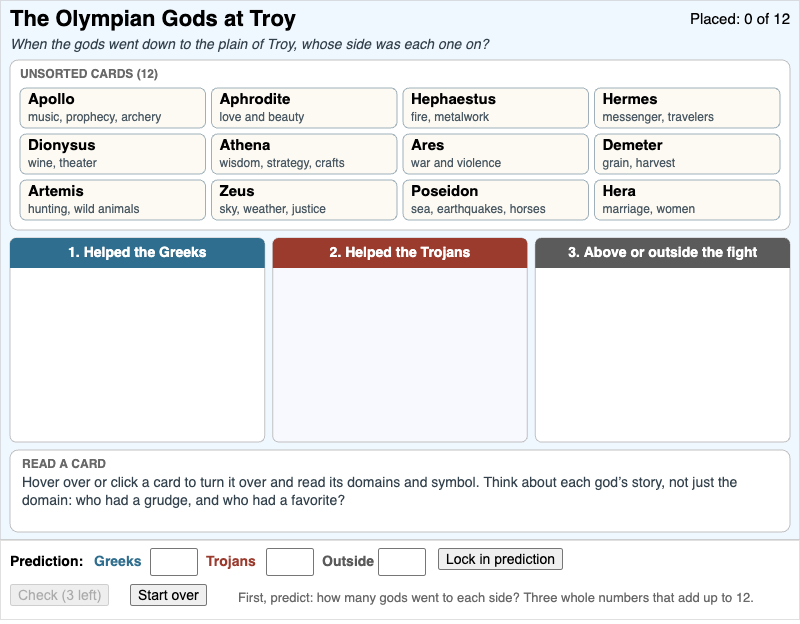 The Olympian Gods at Troy
Placed: 0 of 12
When the gods went down to the plain of Troy, whose side was each one on?
UNSORTED CARDS (12)
Apollo
music, prophecy, archery
Aphrodite
love and beauty
Hephaestus
fire, metalwork
Hermes
messenger, travelers
Dionysus
wine, theater
Athena
wisdom, strategy, crafts
Ares
war and violence
Demeter
grain, harvest
Artemis
hunting, wild animals
Zeus
sky, weather, justice
Poseidon
sea, earthquakes, horses
Hera
marriage, women
1. Helped the Greeks
2. Helped the Trojans
3. Above or outside the fight
READ A CARD
Hover over or click a card to turn it over and read its domains and symbol. Think about each god’s story, not just the
domain: who had a grudge, and who had a favorite?
Prediction: Greeks Trojans Outside Lock in prediction
Check (3 left) Start over First, predict: how many gods went to each side? Three whole numbers that add up to 12.